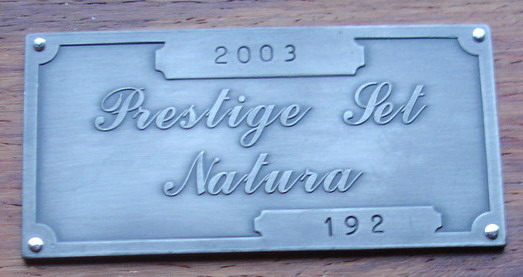 2003
Prestige Set
Natura
192